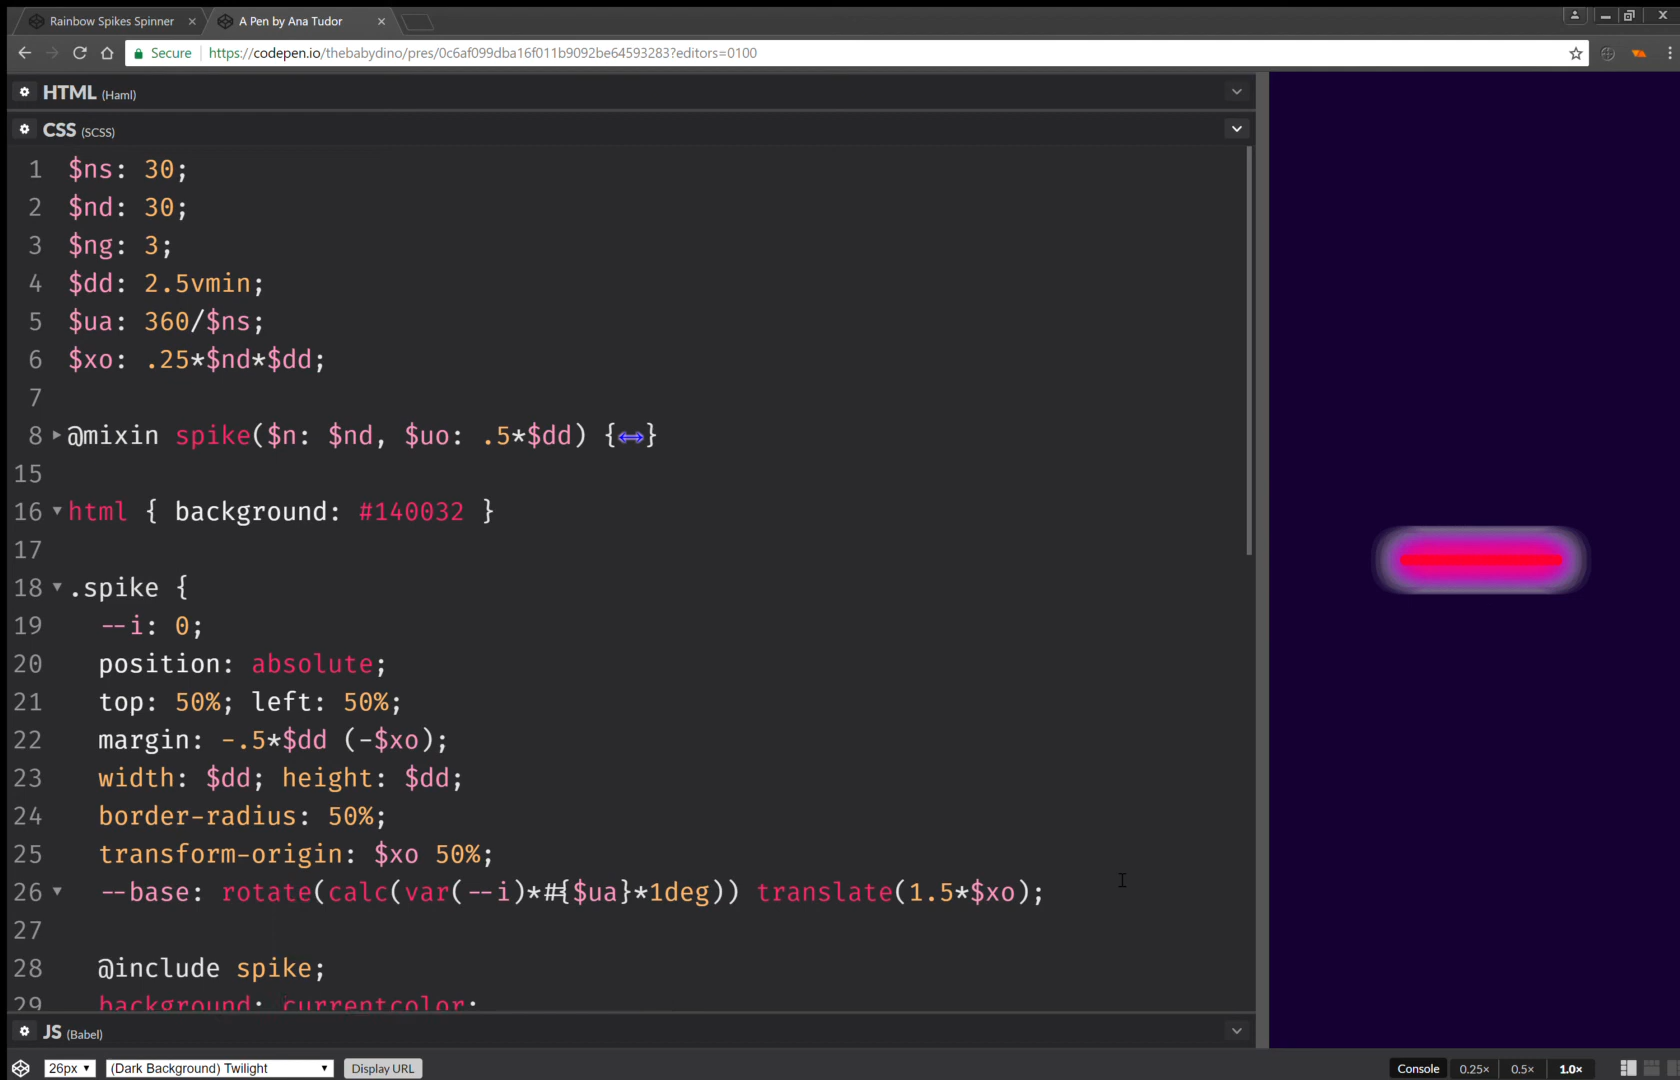 Rainbow Spikes Spinner
A Pen by Ana Tudor
Secure https://codepen.io/thebabydino/pres/0c6af099dba16f011b9092be64593283?editors=0100
HTML (Haml)
CSS (SCSS)
1 $ns: 30;
2 $nd: 30;
3 $ng: 3;
4 $dd: 2.5vmin;
5 $ua: 360/$ns;
6 $xo: .25*$nd*$dd;
7
8 @mixin spike($n: $nd, $uo: .5*$dd) {↔}
15
16 html { background: #140032 }
17
18 .spike {
19 --i: 0;
20 position: absolute;
21 top: 50%; left: 50%;
22 margin: -.5*$dd (-$xo);
23 width: $dd; height: $dd;
24 border-radius: 50%;
25 transform-origin: $xo 50%;
26 --base: rotate(calc(var(--i)*#{$ua}*1deg)) translate(1.5*$xo);
27
28 @include spike;
29 background: currentcolor;
JS (Babel)
26px (Dark Background) Twilight Display URL Console 0.25× 0.5× 1.0×